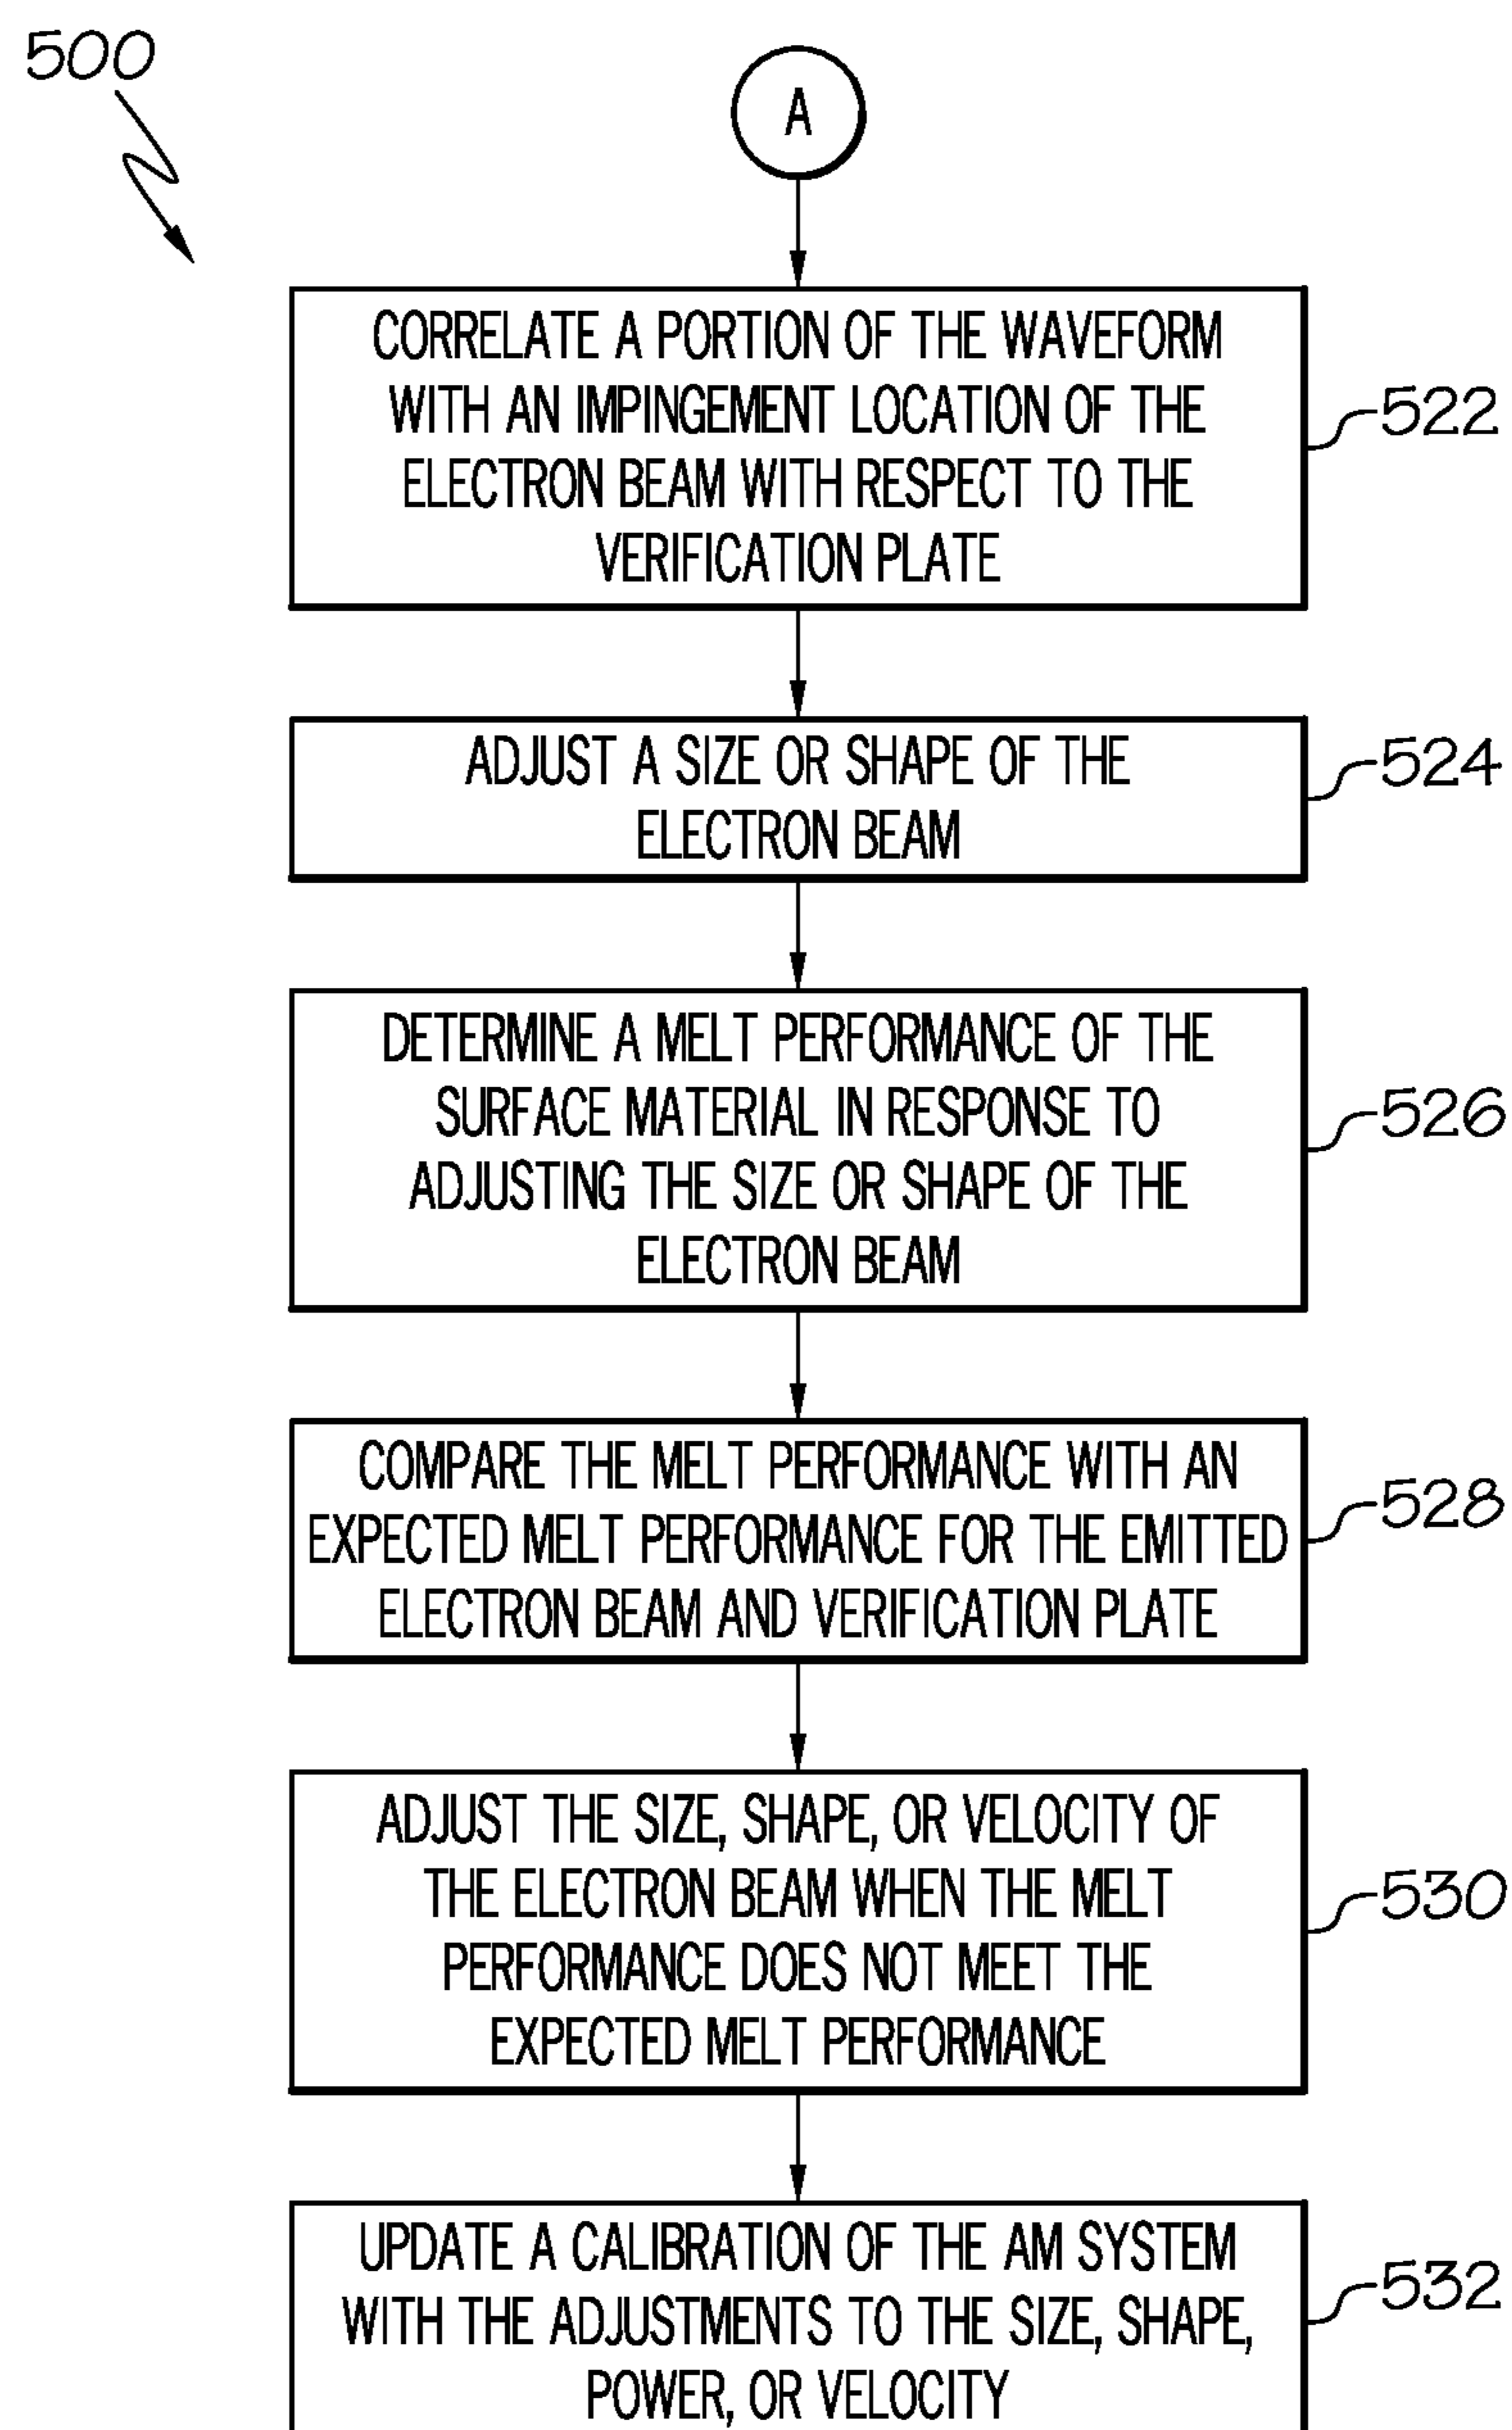 500
A
CORRELATE A PORTION OF THE WAVEFORM
WITH AN IMPINGEMENT LOCATION OF THE
ELECTRON BEAM WITH RESPECT TO THE
VERIFICATION PLATE
522
ADJUST A SIZE OR SHAPE OF THE
ELECTRON BEAM
524
DETERMINE A MELT PERFORMANCE OF THE
SURFACE MATERIAL IN RESPONSE TO
ADJUSTING THE SIZE OR SHAPE OF THE
ELECTRON BEAM
526
COMPARE THE MELT PERFORMANCE WITH AN
EXPECTED MELT PERFORMANCE FOR THE EMITTED
ELECTRON BEAM AND VERIFICATION PLATE
528
ADJUST THE SIZE, SHAPE, OR VELOCITY OF
THE ELECTRON BEAM WHEN THE MELT
PERFORMANCE DOES NOT MEET THE
EXPECTED MELT PERFORMANCE
530
UPDATE A CALIBRATION OF THE AM SYSTEM
WITH THE ADJUSTMENTS TO THE SIZE, SHAPE,
POWER, OR VELOCITY
532